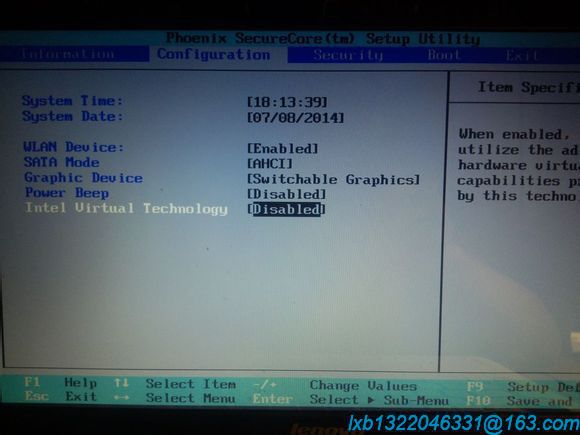 Phoenix SecureCore(tm) Setup Utility
Information Configuration Security Boot Exit
Item Specifi
System Time: [18:13:39]
System Date: [07/08/2014]
WLAN Device: [Enabled]
SATA Mode [AHCI]
Graphic Device [Switchable Graphics]
Power Beep [Disabled]
Intel Virtual Technology [Disabled]
When enabled,
utilize the ad
hardware virtu
capabilities p
by this techno
F1 Help ↑↓ Select Item -/+ Change Values F9 Setup Def
Esc Exit ↔ Select Menu Enter Select ▶ Sub-Menu F10 Save and
lenovo
lxb1322046331@163.com